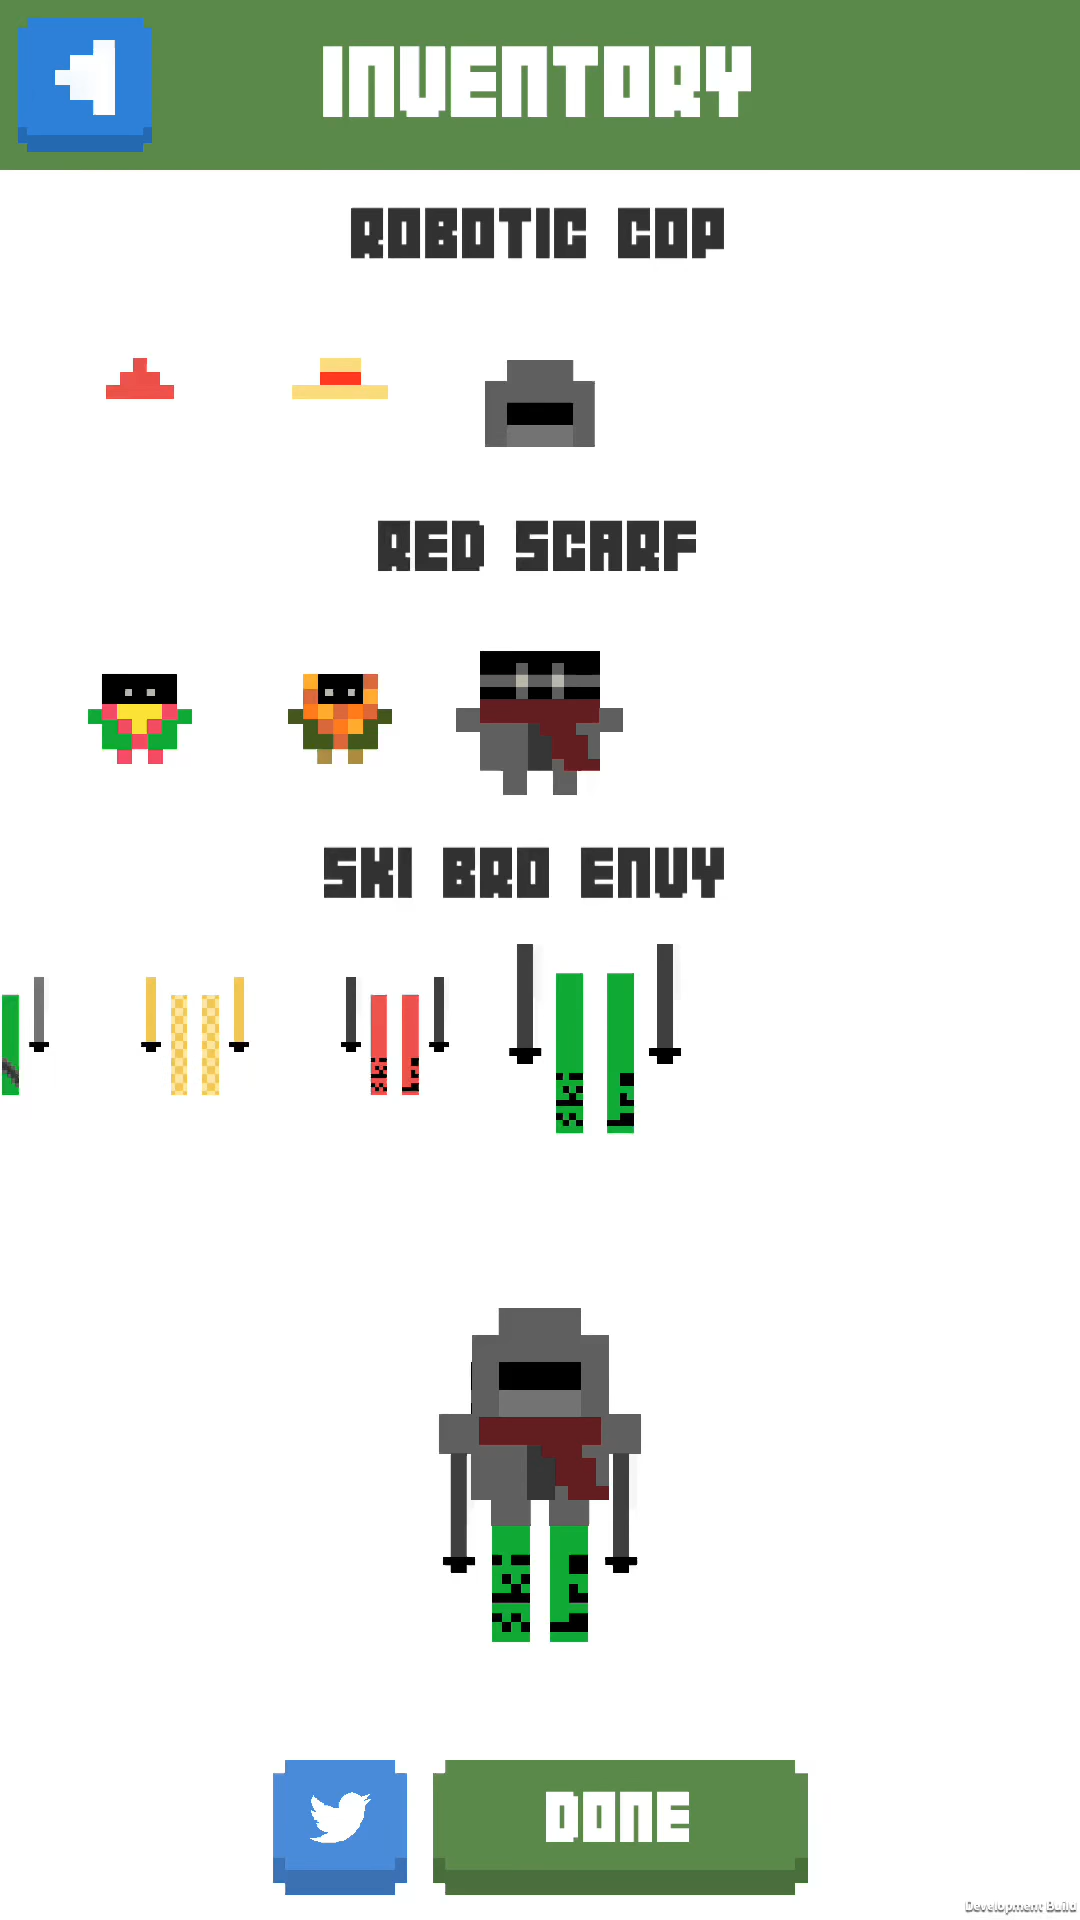 INVENTORY
ROBOTIC COP
RED SCARF
SKI BRO ENVY
DONE
Development Build